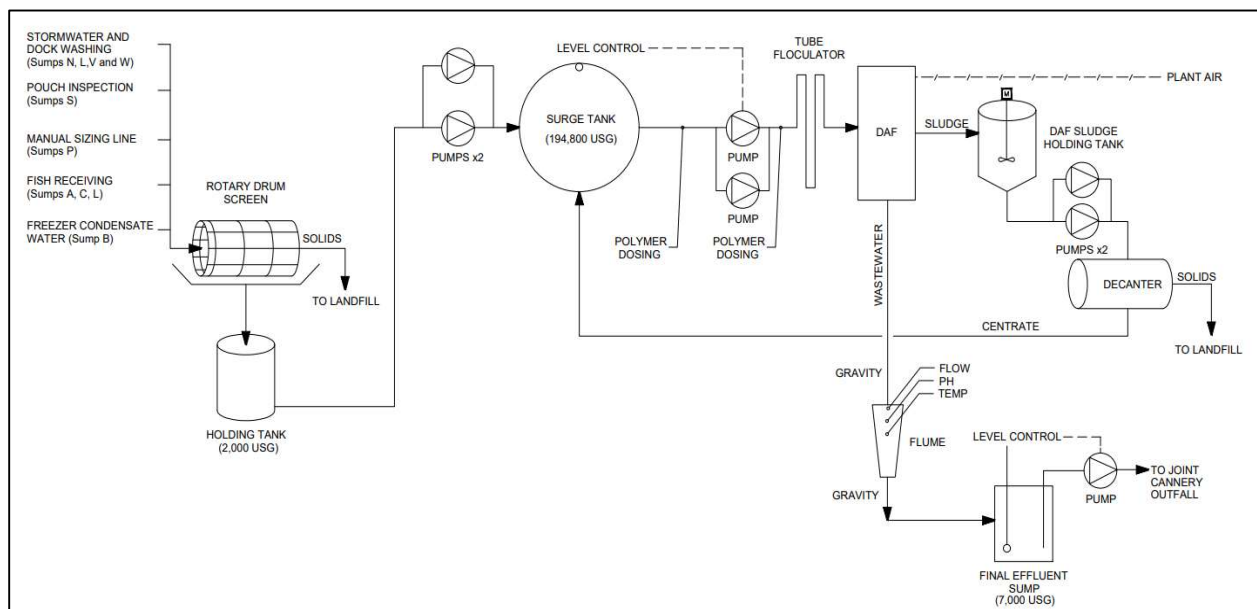 STORMWATER AND
DOCK WASHING
(Sumps N, L,V and W)
POUCH INSPECTION
(Sumps S)
MANUAL SIZING LINE
(Sumps P)
FISH RECEIVING
(Sumps A, C, L)
FREEZER CONDENSATE
WATER (Sump B)
ROTARY DRUM
SCREEN
SOLIDS
TO LANDFILL
HOLDING TANK
(2,000 USG)
PUMPS x2
LEVEL CONTROL
SURGE TANK
(194,800 USG)
PUMP
PUMP
POLYMER
DOSING
POLYMER
DOSING
TUBE
FLOCULATOR
DAF
PLANT AIR
SLUDGE
DAF SLUDGE
HOLDING TANK
M
PUMPS x2
DECANTER
SOLIDS
TO LANDFILL
CENTRATE
WASTEWATER
GRAVITY
FLOW
PH
TEMP
FLUME
GRAVITY
LEVEL CONTROL
PUMP
TO JOINT
CANNERY
OUTFALL
FINAL EFFLUENT
SUMP
(7,000 USG)